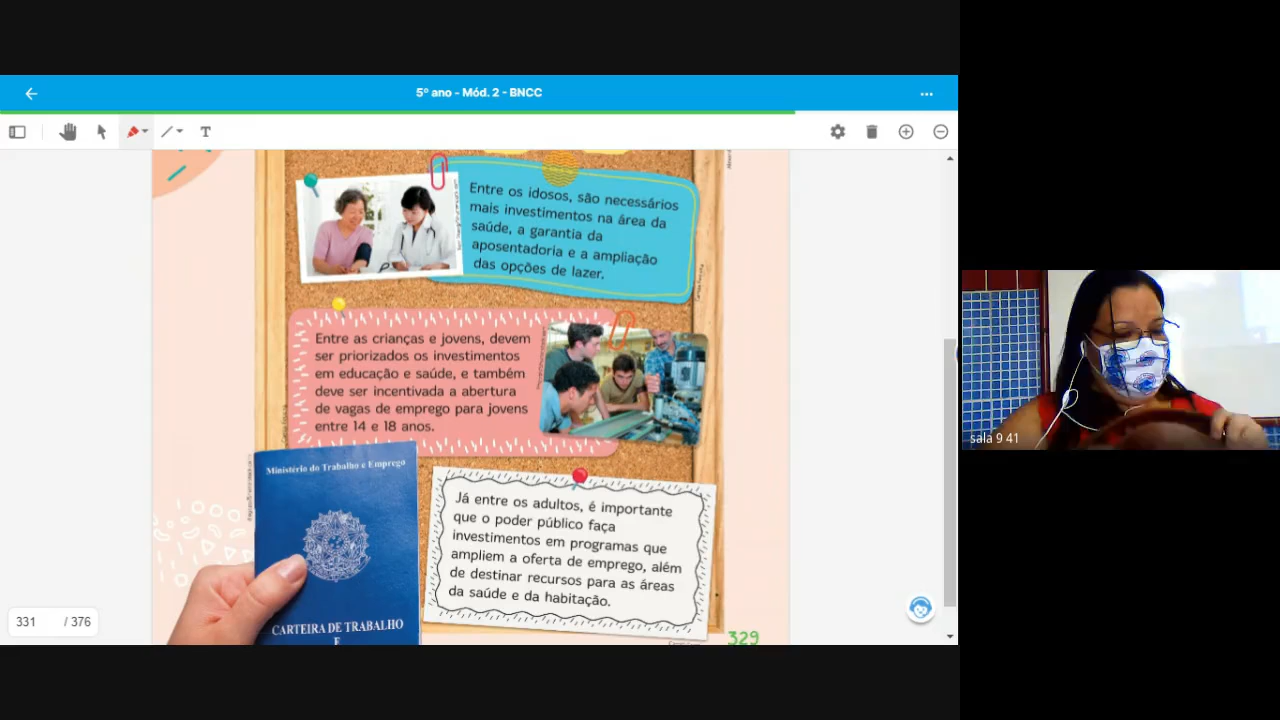 5º ano - Mód. 2 - BNCC
T
Entre os idosos, são necessários
mais investimentos na área da
saúde, a garantia da
aposentadoria e a ampliação
das opções de lazer.
Entre as crianças e jovens, devem
ser priorizados os investimentos
em educação e saúde, e também
deve ser incentivada a abertura
de vagas de emprego para jovens
entre 14 e 18 anos.
Ministério do Trabalho e Emprego
CARTEIRA DE TRABALHO
E
Já entre os adultos, é importante
que o poder público faça
investimentos em programas que
ampliem a oferta de emprego, além
de destinar recursos para as áreas
da saúde e da habitação.
329
331 / 376
sala 9 41